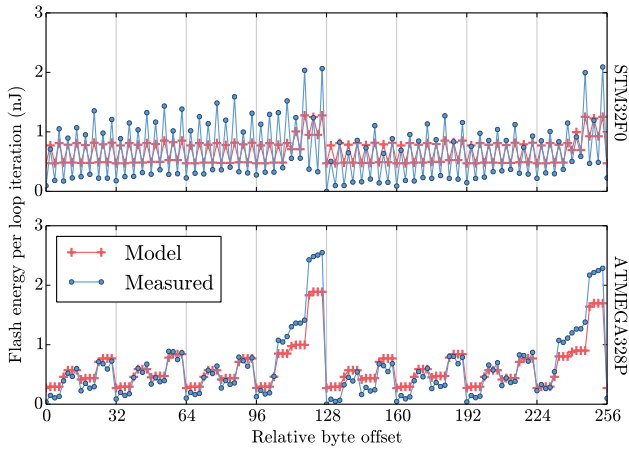 Flash energy per loop iteration (nJ)
3
2
1
0
STM32F0
3
2
1
0
Model
Measured
ATMEGA328P
0 32 64 96 128 160 192 224 256
Relative byte offset